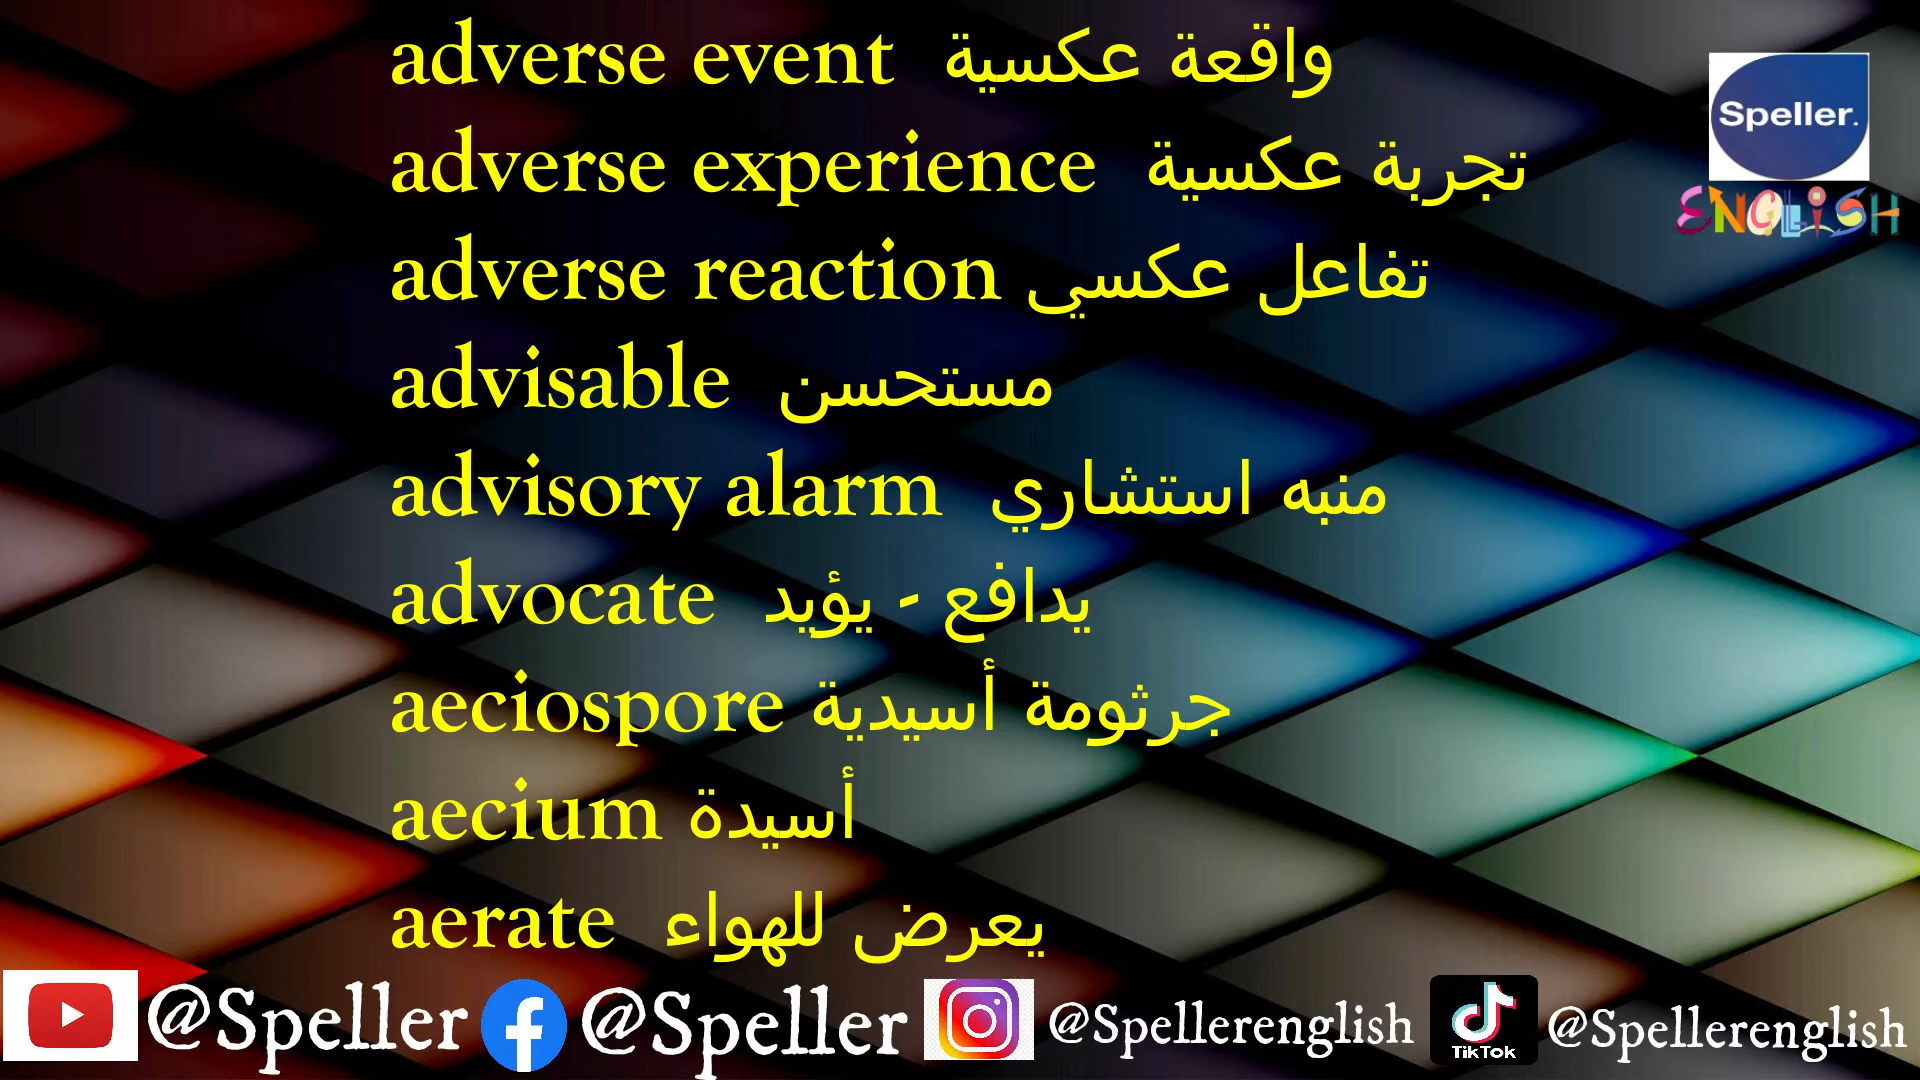 adverse event واقعة عكسية
adverse experience تجربة عكسية
adverse reaction تفاعل عكسي
advisable مستحسن
advisory alarm منبه استشاري
advocate يدافع - يؤيد
aeciospore جرثومة أسيدية
aecium أسيدة
aerate يعرض للهواء
Speller.
ENGLISH
@Speller @Speller @Spellerenglish TikTok @Spellerenglish